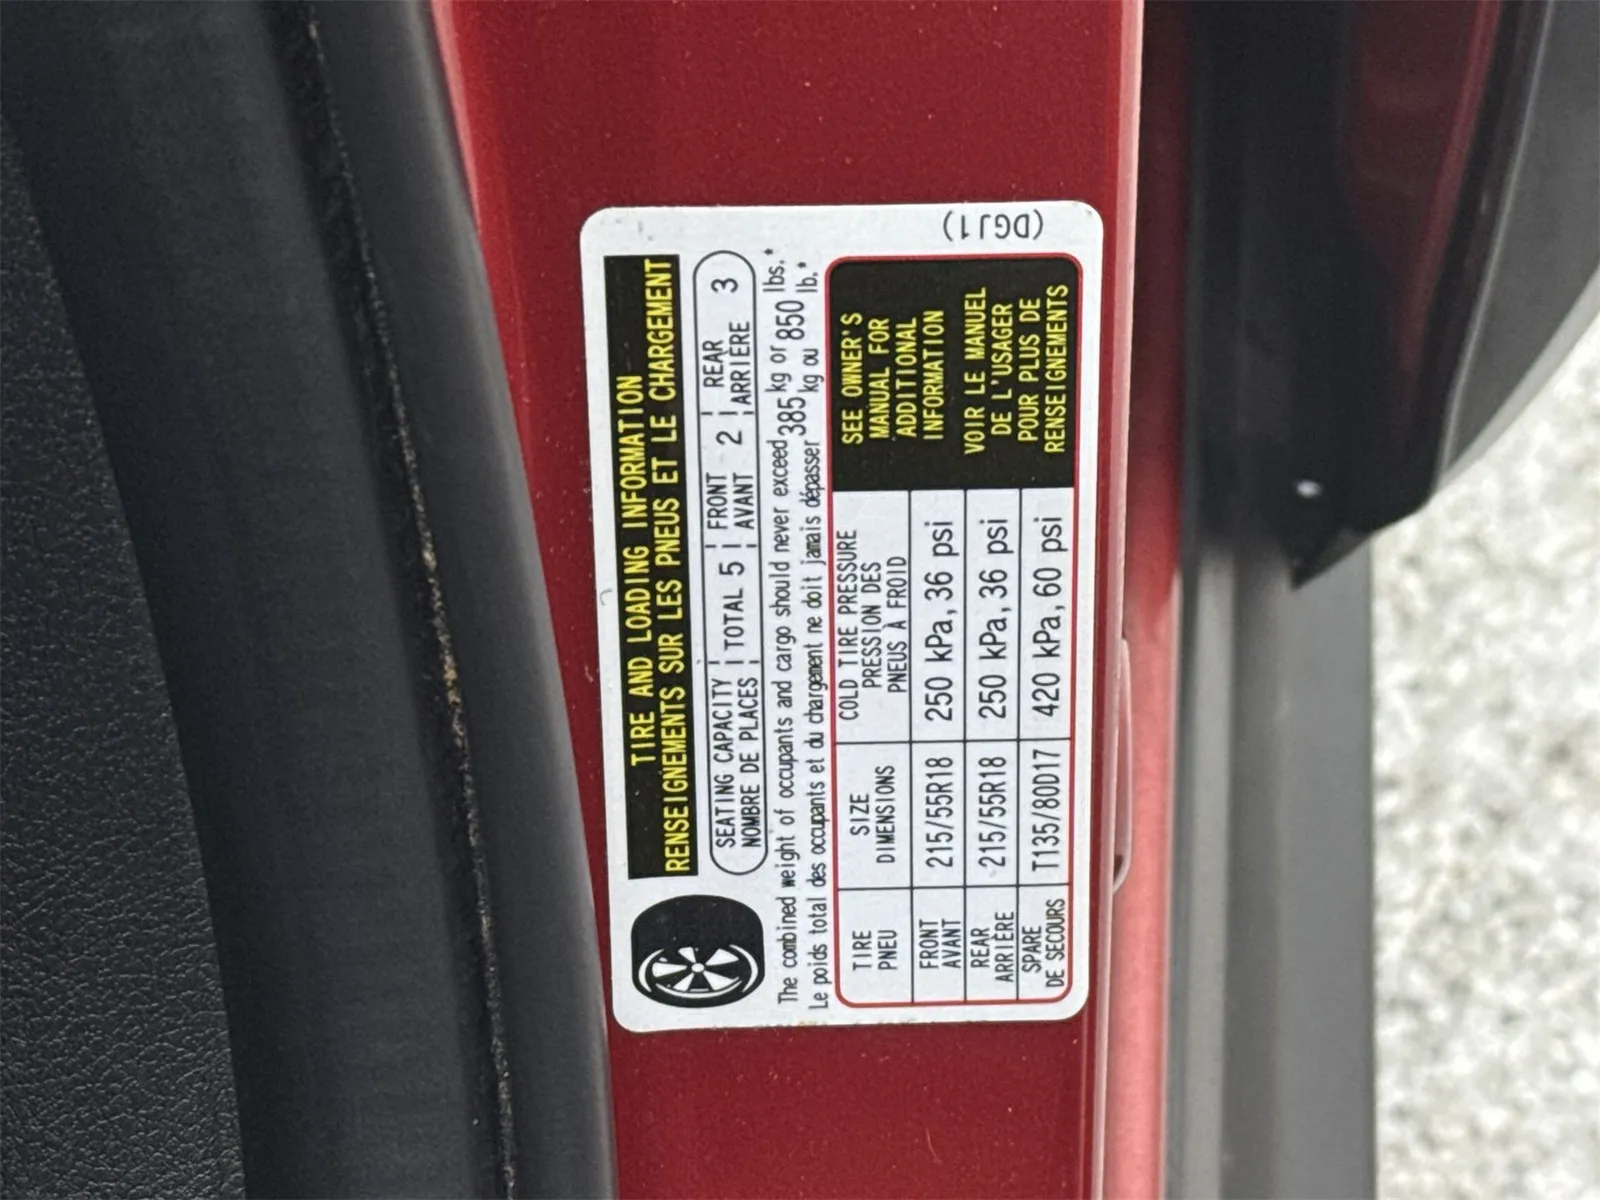 TIRE AND LOADING INFORMATION
RENSEIGNEMENTS SUR LES PNEUS ET LE CHARGEMENT
SEATING CAPACITY
NOMBRE DE PLACES
TOTAL 5
FRONT
AVANT
2
REAR
ARRIÈRE
3
The combined weight of occupants and cargo should never exceed 385 kg or 850 lbs.*
Le poids total des occupants et du chargement ne doit jamais dépasser 385 kg ou 850 lb.*
TIRE
PNEU
SIZE
DIMENSIONS
COLD TIRE PRESSURE
PRESSION DES
PNEUS À FROID
FRONT
AVANT
215/55R18
250 kPa, 36 psi
REAR
ARRIÈRE
215/55R18
250 kPa, 36 psi
SPARE
DE SECOURS
T135/80D17
420 kPa, 60 psi
SEE OWNER'S
MANUAL FOR
ADDITIONAL
INFORMATION
VOIR LE MANUEL
DE L'USAGER
POUR PLUS DE
RENSEIGNEMENTS
(DGJ1)